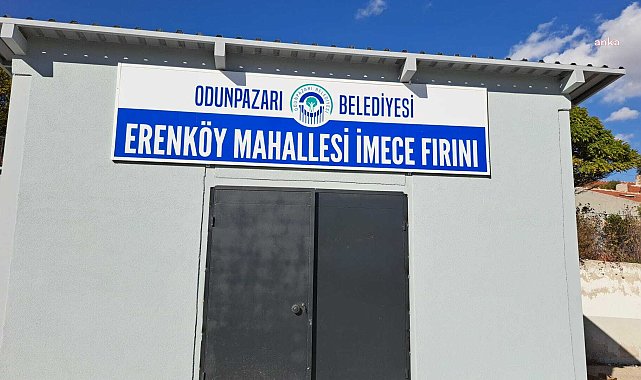 anka
ODUNPAZARI BELEDİYESİ
ERENKÖY MAHALLESİ İMECE FIRINI